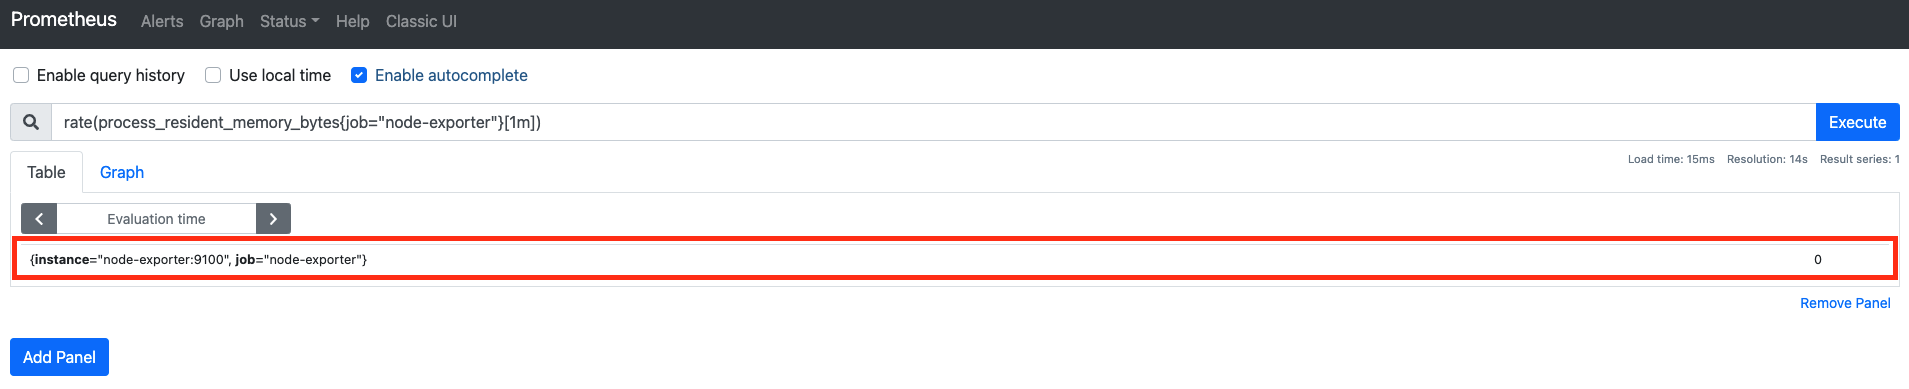 Prometheus Alerts Graph Status Help Classic UI
Enable query history Use local time Enable autocomplete
rate(process_resident_memory_bytes{job="node-exporter"}[1m]) Execute
Table Graph Load time: 15ms Resolution: 14s Result series: 1
Evaluation time
{instance="node-exporter:9100", job="node-exporter"} 0
Remove Panel
Add Panel